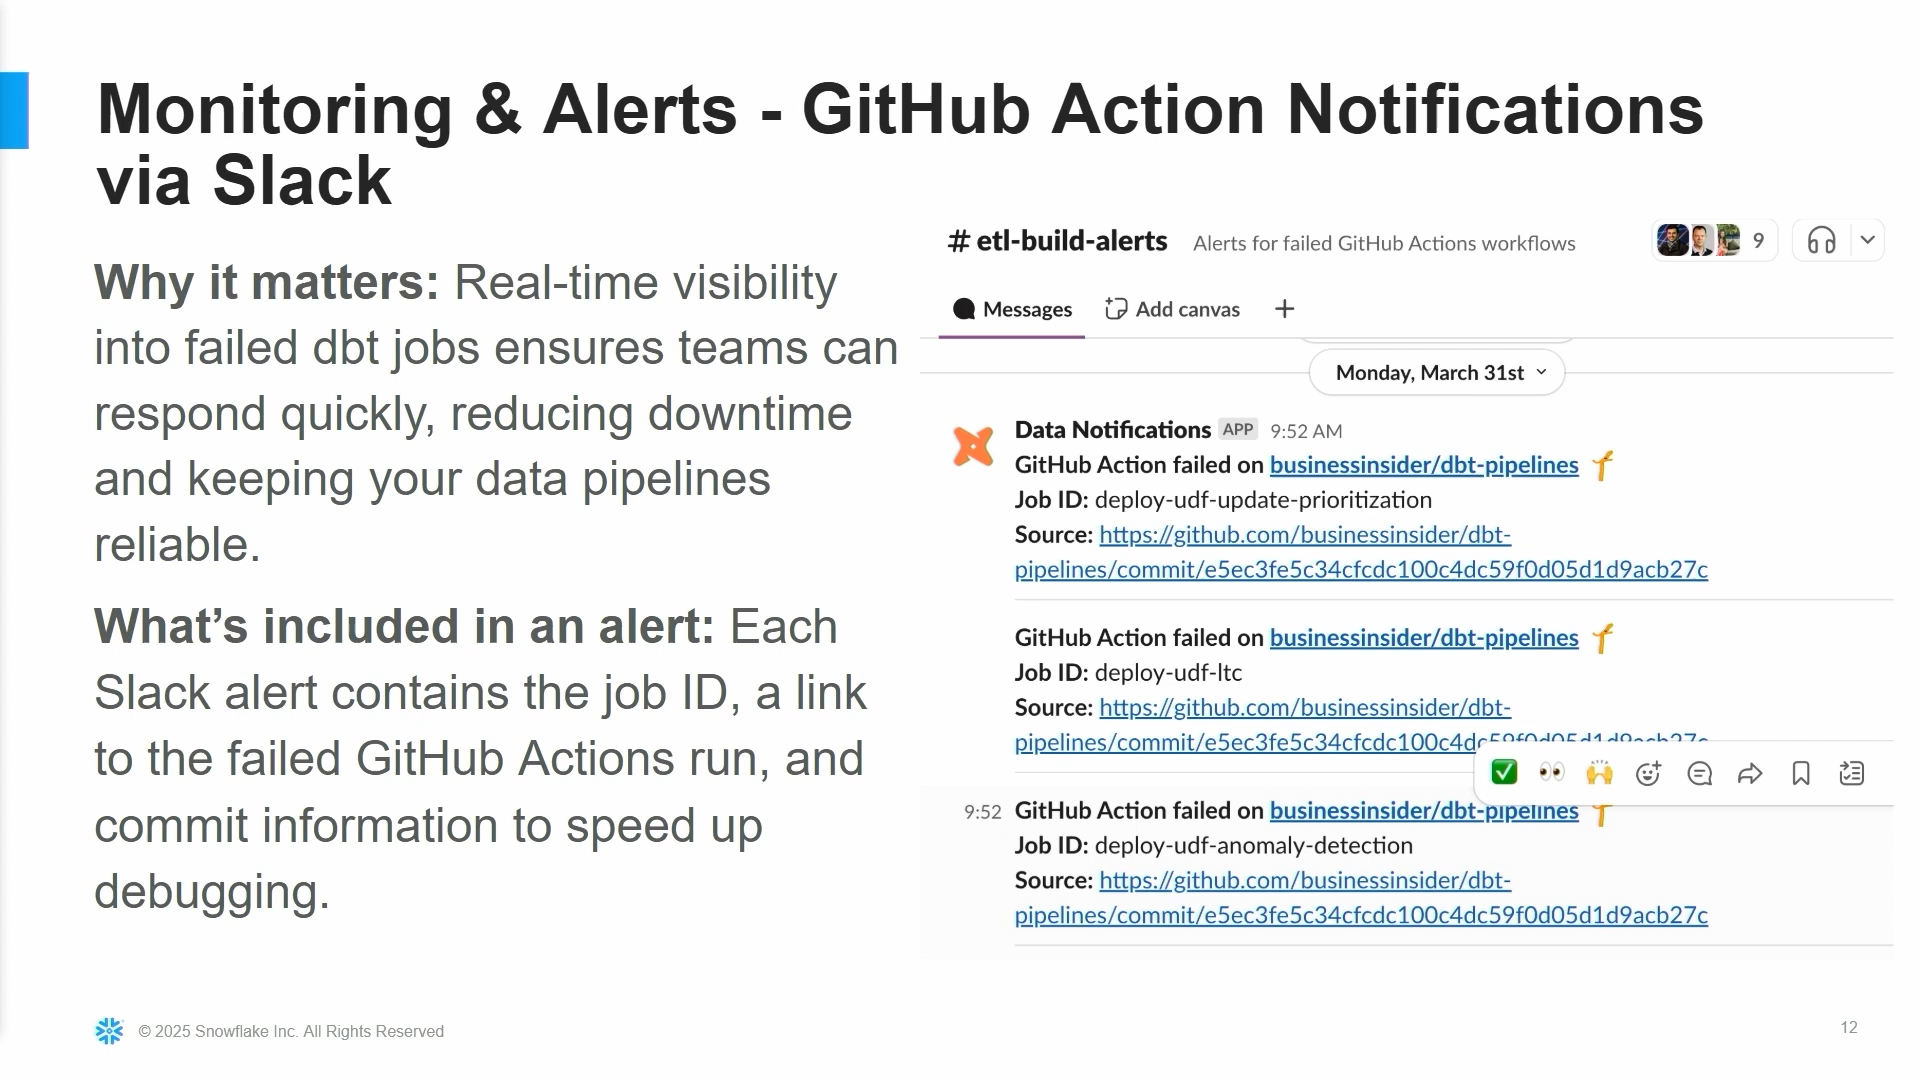 Monitoring & Alerts - GitHub Action Notifications
via Slack
Why it matters: Real-time visibility
into failed dbt jobs ensures teams can
respond quickly, reducing downtime
and keeping your data pipelines
reliable.
What’s included in an alert: Each
Slack alert contains the job ID, a link
to the failed GitHub Actions run, and
commit information to speed up
debugging.
# etl-build-alerts Alerts for failed GitHub Actions workflows 9
Messages Add canvas +
Monday, March 31st
Data Notifications APP 9:52 AM
GitHub Action failed on businessinsider/dbt-pipelines
Job ID: deploy-udf-update-prioritization
Source: https://github.com/businessinsider/dbt-
pipelines/commit/e5ec3fe5c34cfcdc100c4dc59f0d05d1d9acb27c
GitHub Action failed on businessinsider/dbt-pipelines
Job ID: deploy-udf-ltc
Source: https://github.com/businessinsider/dbt-
pipelines/commit/e5ec3fe5c34cfcdc100c4dc59f0d05d1d9acb27c
9:52 GitHub Action failed on businessinsider/dbt-pipelines
Job ID: deploy-udf-anomaly-detection
Source: https://github.com/businessinsider/dbt-
pipelines/commit/e5ec3fe5c34cfcdc100c4dc59f0d05d1d9acb27c
© 2025 Snowflake Inc. All Rights Reserved
12